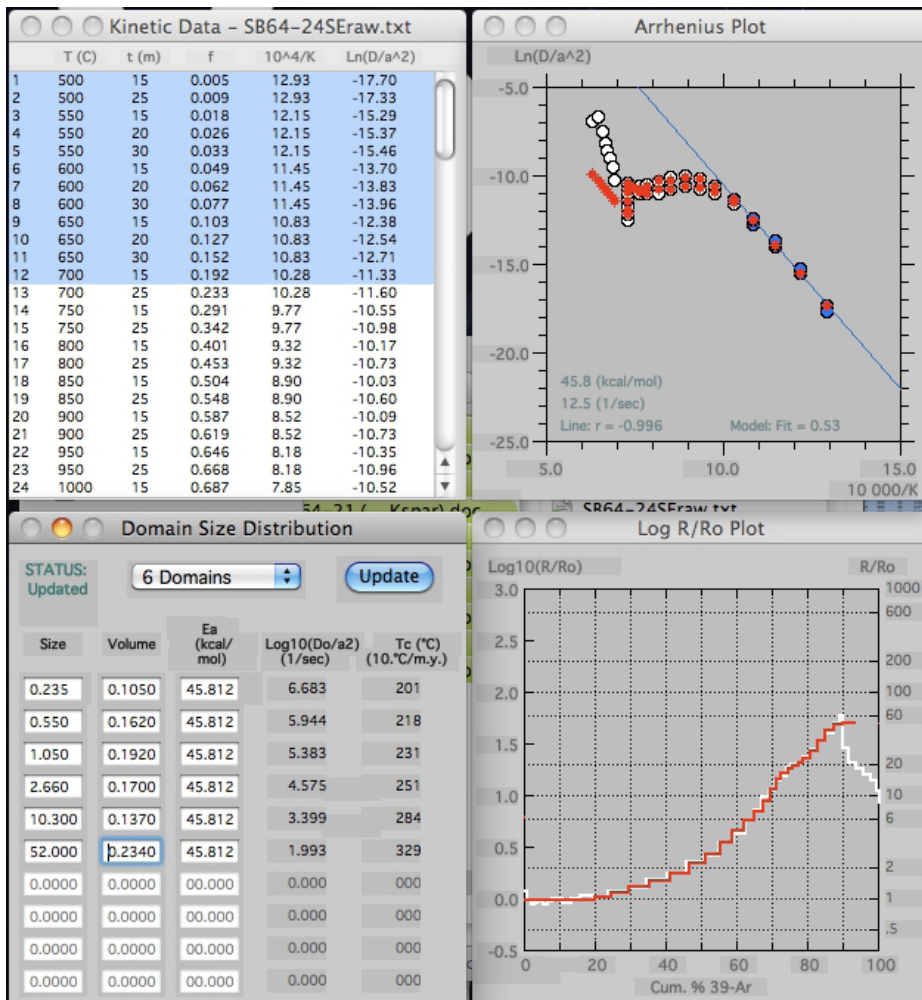 Kinetic Data - SB64-24SEraw.txt
T (C) t (m) f 10^4/K Ln(D/a^2)
1 500 15 0.005 12.93 -17.70
2 500 25 0.009 12.93 -17.33
3 550 15 0.018 12.15 -15.29
4 550 20 0.026 12.15 -15.37
5 550 30 0.033 12.15 -15.46
6 600 15 0.049 11.45 -13.70
7 600 20 0.062 11.45 -13.83
8 600 30 0.077 11.45 -13.96
9 650 15 0.103 10.83 -12.38
10 650 20 0.127 10.83 -12.54
11 650 30 0.152 10.83 -12.71
12 700 15 0.192 10.28 -11.33
13 700 25 0.233 10.28 -11.60
14 750 15 0.291 9.77 -10.55
15 750 25 0.342 9.77 -10.98
16 800 15 0.401 9.32 -10.17
17 800 25 0.453 9.32 -10.73
18 850 15 0.504 8.90 -10.03
19 850 25 0.548 8.90 -10.60
20 900 15 0.587 8.52 -10.09
21 900 25 0.619 8.52 -10.73
22 950 15 0.646 8.18 -10.35
23 950 25 0.668 8.18 -10.96
24 1000 15 0.687 7.85 -10.52
Arrhenius Plot
Ln(D/a^2)
-5.0
-10.0
-15.0
-20.0
-25.0
45.8 (kcal/mol)
12.5 (1/sec)
Line: r = -0.996 Model: Fit = 0.53
5.0 10.0 15.0
10 000/K
SB64-24SEraw.txt
Domain Size Distribution
STATUS:
Updated
6 Domains
Update
Size Volume Ea (kcal/mol) Log10(Do/a2) (1/sec) Tc (°C) (10.°C/m.y.)
0.235 0.1050 45.812 6.683 201
0.550 0.1620 45.812 5.944 218
1.050 0.1920 45.812 5.383 231
2.660 0.1700 45.812 4.575 251
10.300 0.1370 45.812 3.399 284
52.000 0.2340 45.812 1.993 329
0.0000 0.0000 00.000 0.000 000
0.0000 0.0000 00.000 0.000 000
0.0000 0.0000 00.000 0.000 000
0.0000 0.0000 00.000 0.000 000
Log R/Ro Plot
Log10(R/Ro) R/Ro
3.0 1000
600
2.5
200
2.0 100
60
1.5
20
1.0 10
6
0.5
2
0.0 1
.5
-0.5
0 20 40 60 80 100
Cum. % 39-Ar